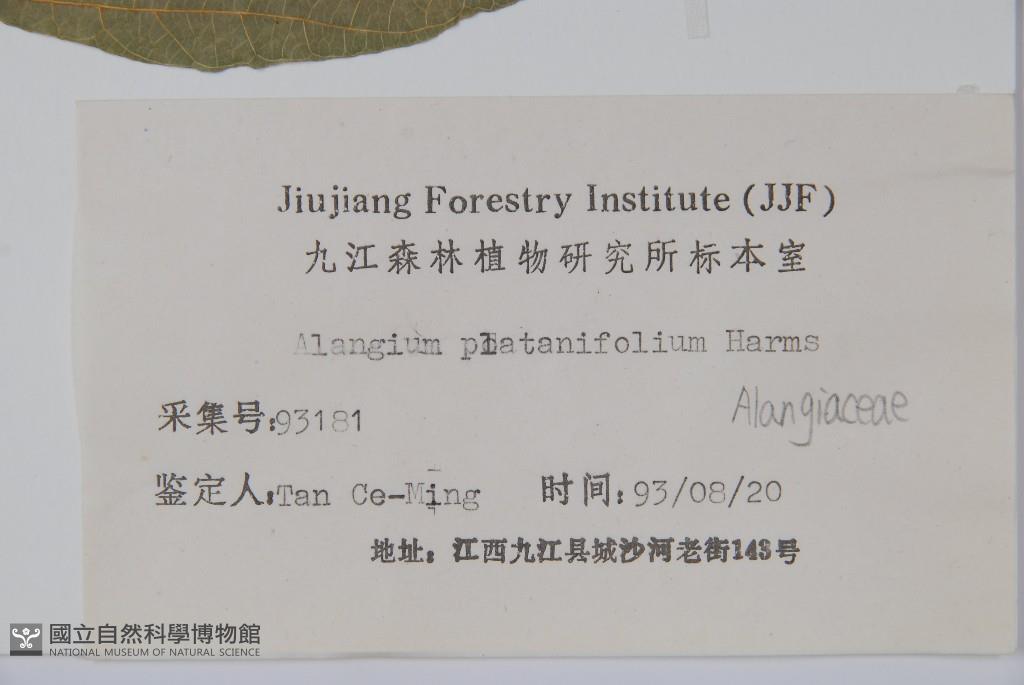 Jiujiang Forestry Institute (JJF)
九江森林植物研究所标本室
Alangium platanifolium Harms
采集号:93181
Alangiaceae
鉴定人:Tan Ce-Ming 时间:93/08/20
地址:江西九江县城沙河老街143号
國立自然科學博物館
NATIONAL MUSEUM OF NATURAL SCIENCE